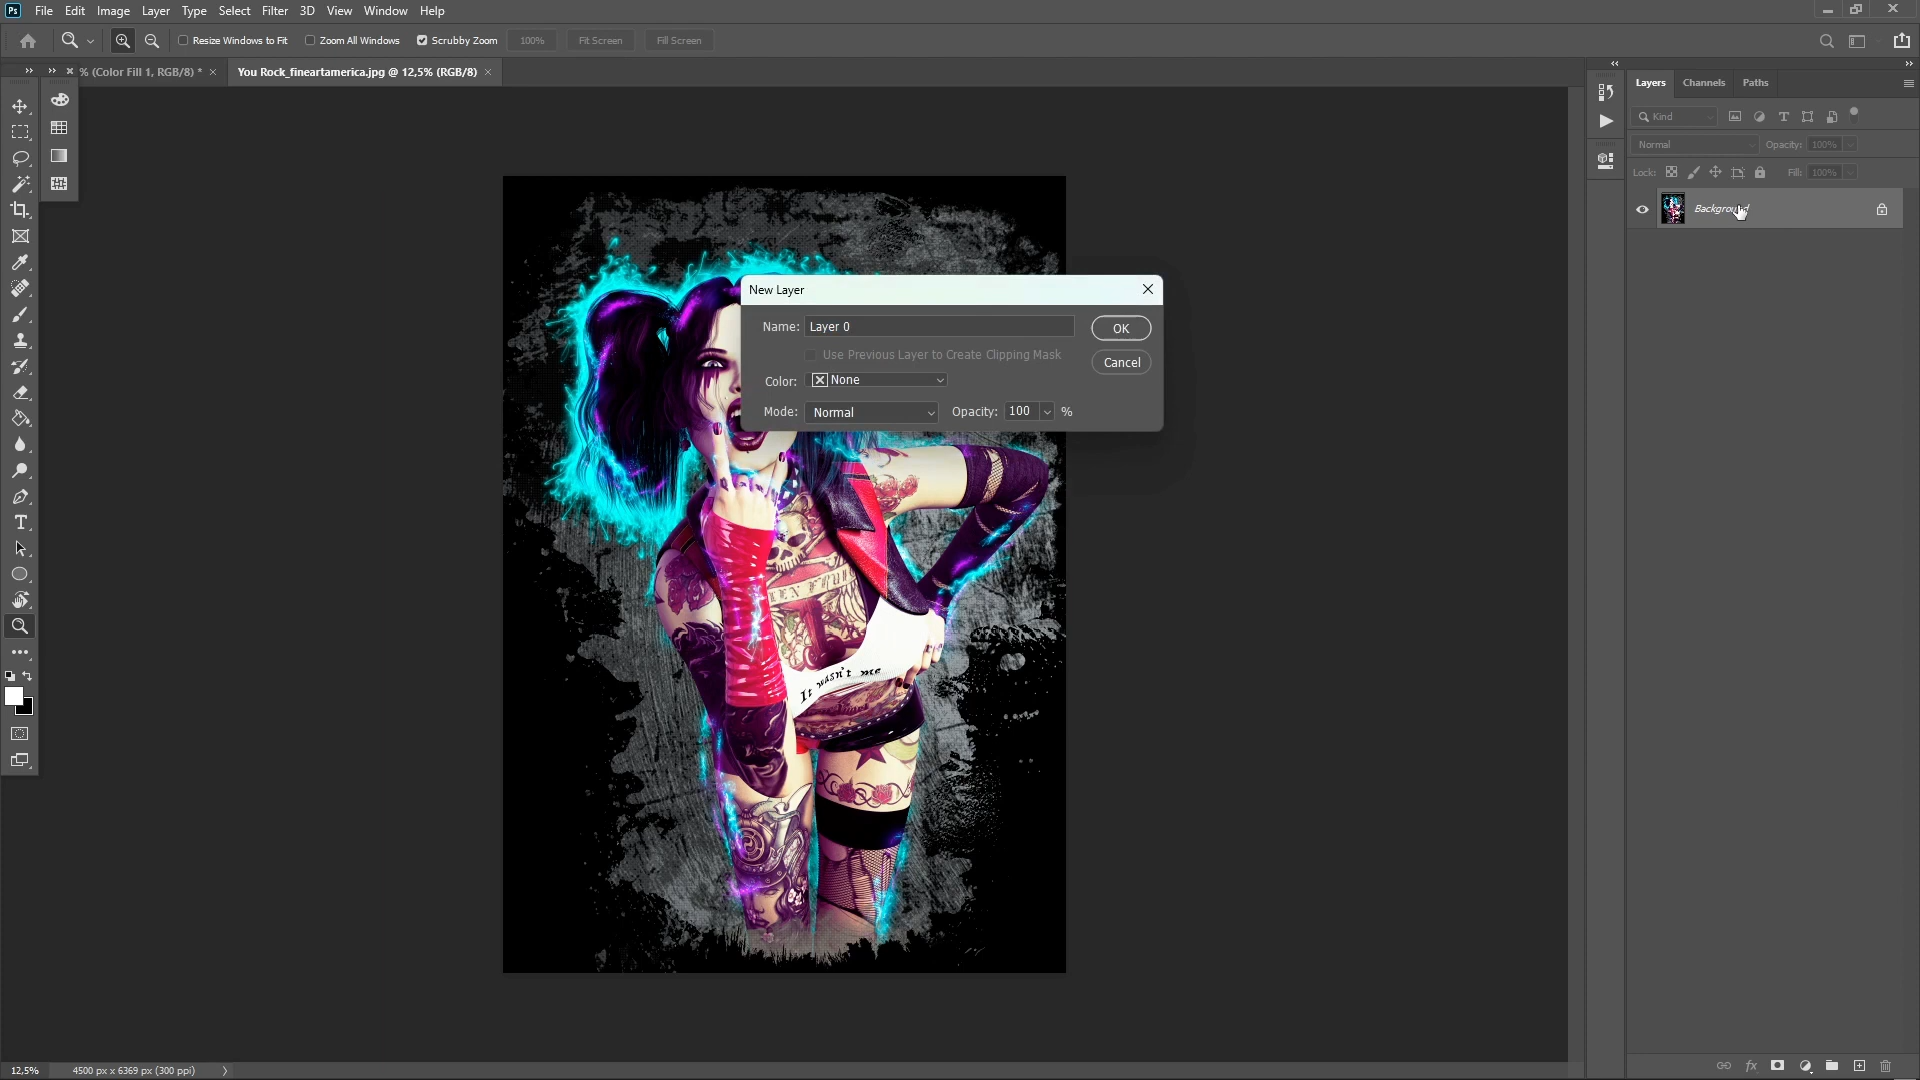 Ps File Edit Image Layer Type Select Filter 3D View Window Help
Resize Windows to Fit Zoom All Windows Scrubby Zoom 100% Fit Screen Fill Screen
% (Color Fill 1, RGB/8) * You Rock_fineartamerica.jpg @ 12,5% (RGB/8)
Layers Channels Paths
Kind
Normal Opacity: 100%
Lock: Fill: 100%
Background
New Layer
Name: Layer 0 OK
Use Previous Layer to Create Clipping Mask
Cancel
Color: None
Mode: Normal Opacity: 100 %
It wasn't me
12,5% 4500 px x 6369 px (300 ppi)